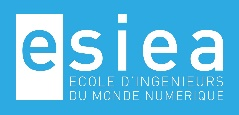 esiea
ECOLE D'INGENIEURS
DU MONDE NUMERIQUE